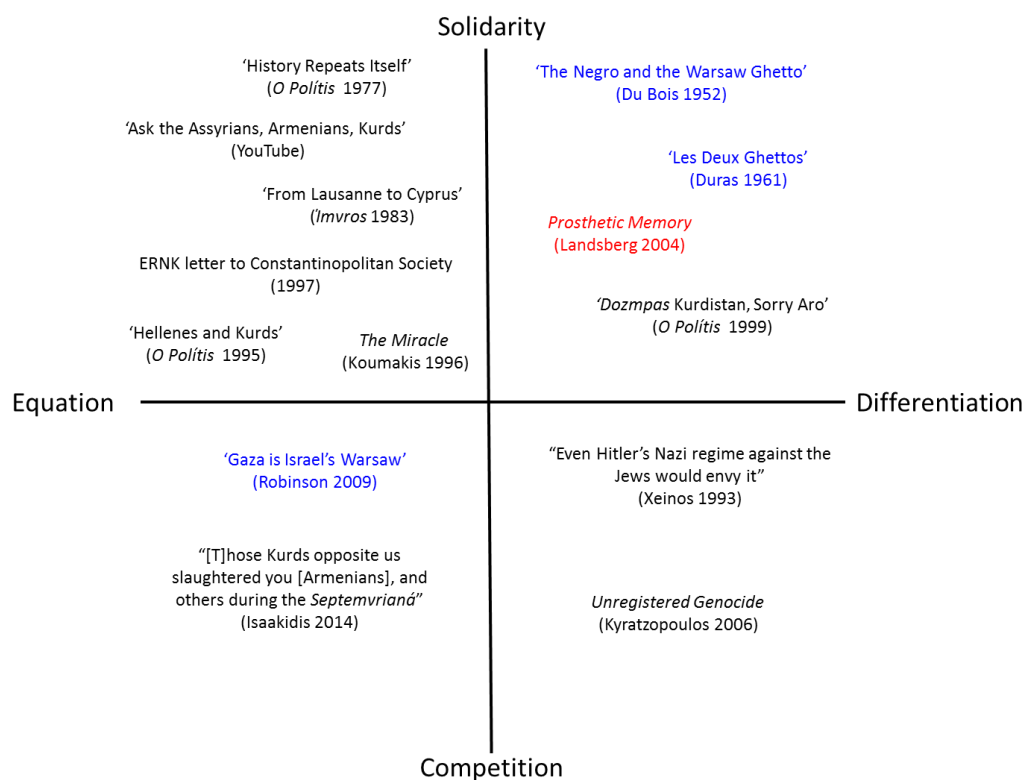 Solidarity
‘History Repeats Itself’
(O Polítis 1977)
‘Ask the Assyrians, Armenians, Kurds’
(YouTube)
‘From Lausanne to Cyprus’
(Ίmvros 1983)
ERNK letter to Constantinopolitan Society
(1997)
‘Hellenes and Kurds’
(O Polítis 1995)
The Miracle
(Koumakis 1996)
‘The Negro and the Warsaw Ghetto’
(Du Bois 1952)
‘Les Deux Ghettos’
(Duras 1961)
Prosthetic Memory
(Landsberg 2004)
‘Dozmpas Kurdistan, Sorry Aro’
(O Polítis 1999)
Equation
Differentiation
‘Gaza is Israel’s Warsaw’
(Robinson 2009)
“[T]hose Kurds opposite us
slaughtered you [Armenians], and
others during the Septemvrianá”
(Isaakidis 2014)
“Even Hitler’s Nazi regime against the
Jews would envy it”
(Xeinos 1993)
Unregistered Genocide
(Kyratzopoulos 2006)
Competition